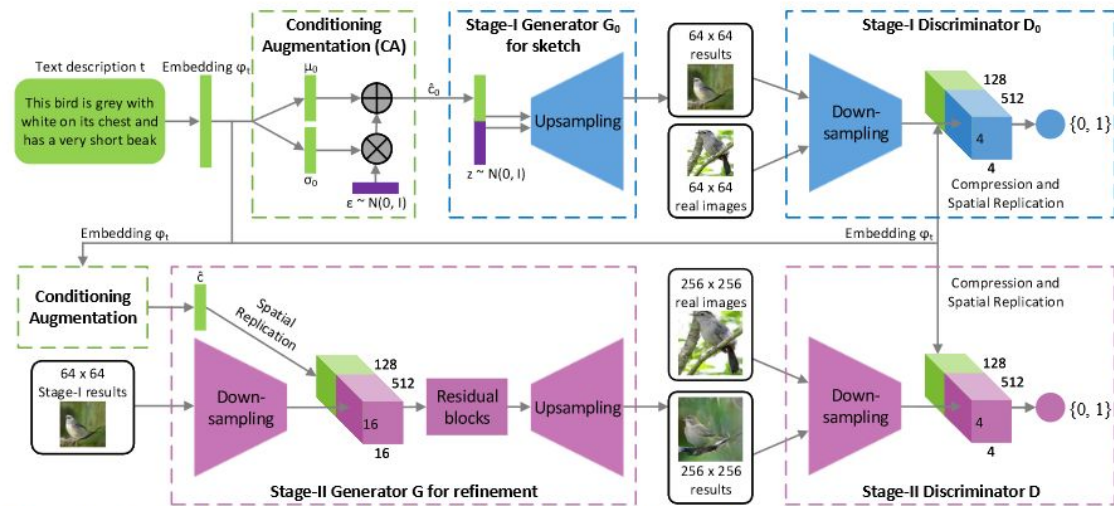 Conditioning
Augmentation (CA)
Stage-I Generator G₀
for sketch
64 x 64
results
Stage-I Discriminator D₀
Text description t
Embedding φₜ
μ₀
ĉ₀
128
512
This bird is grey with
white on its chest and
has a very short beak
Upsampling
Down-
sampling
4
{0, 1}
4
σ₀
z ~ N(0, I)
ε ~ N(0, I)
64 x 64
real images
Compression and
Spatial Replication
Embedding φₜ
Embedding φₜ
Conditioning
Augmentation
ĉ
Spatial
Replication
256 x 256
real images
Compression and
Spatial Replication
64 x 64
Stage-I results
128
512
Down-
sampling
16
16
Residual
blocks
Upsampling
Down-
sampling
128
512
4
4
{0, 1}
256 x 256
results
Stage-II Generator G for refinement
Stage-II Discriminator D